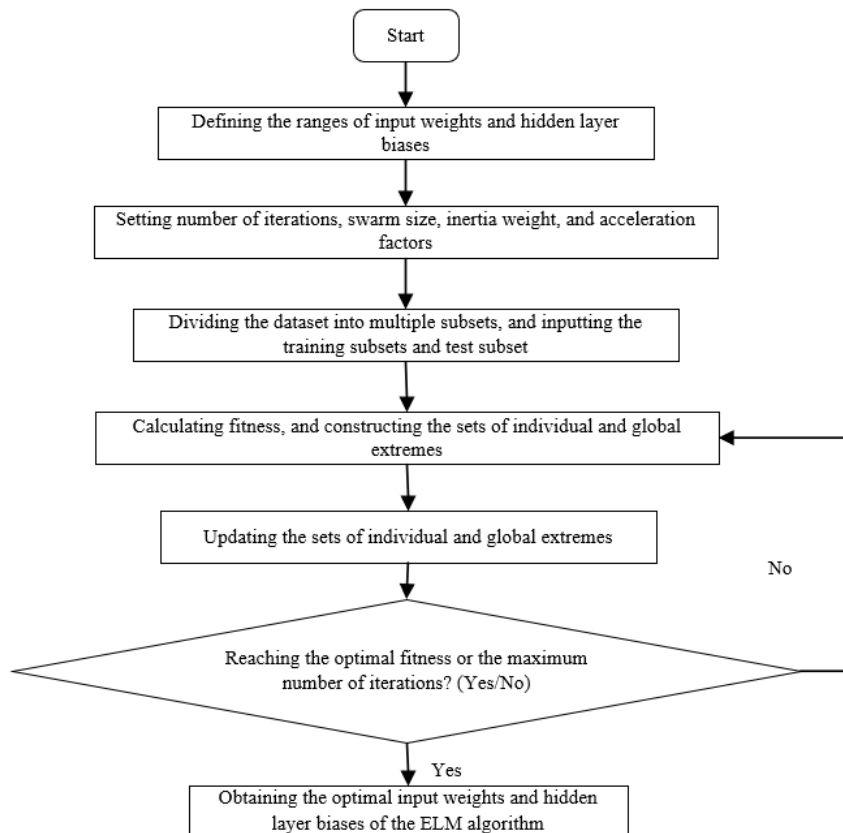 Start
Defining the ranges of input weights and hidden layer
biases
Setting number of iterations, swarm size, inertia weight, and acceleration
factors
Dividing the dataset into multiple subsets, and inputting the
training subsets and test subset
Calculating fitness, and constructing the sets of individual and global
extremes
Updating the sets of individual and global extremes
No
Reaching the optimal fitness or the maximum
number of iterations? (Yes/No)
Yes
Obtaining the optimal input weights and hidden
layer biases of the ELM algorithm